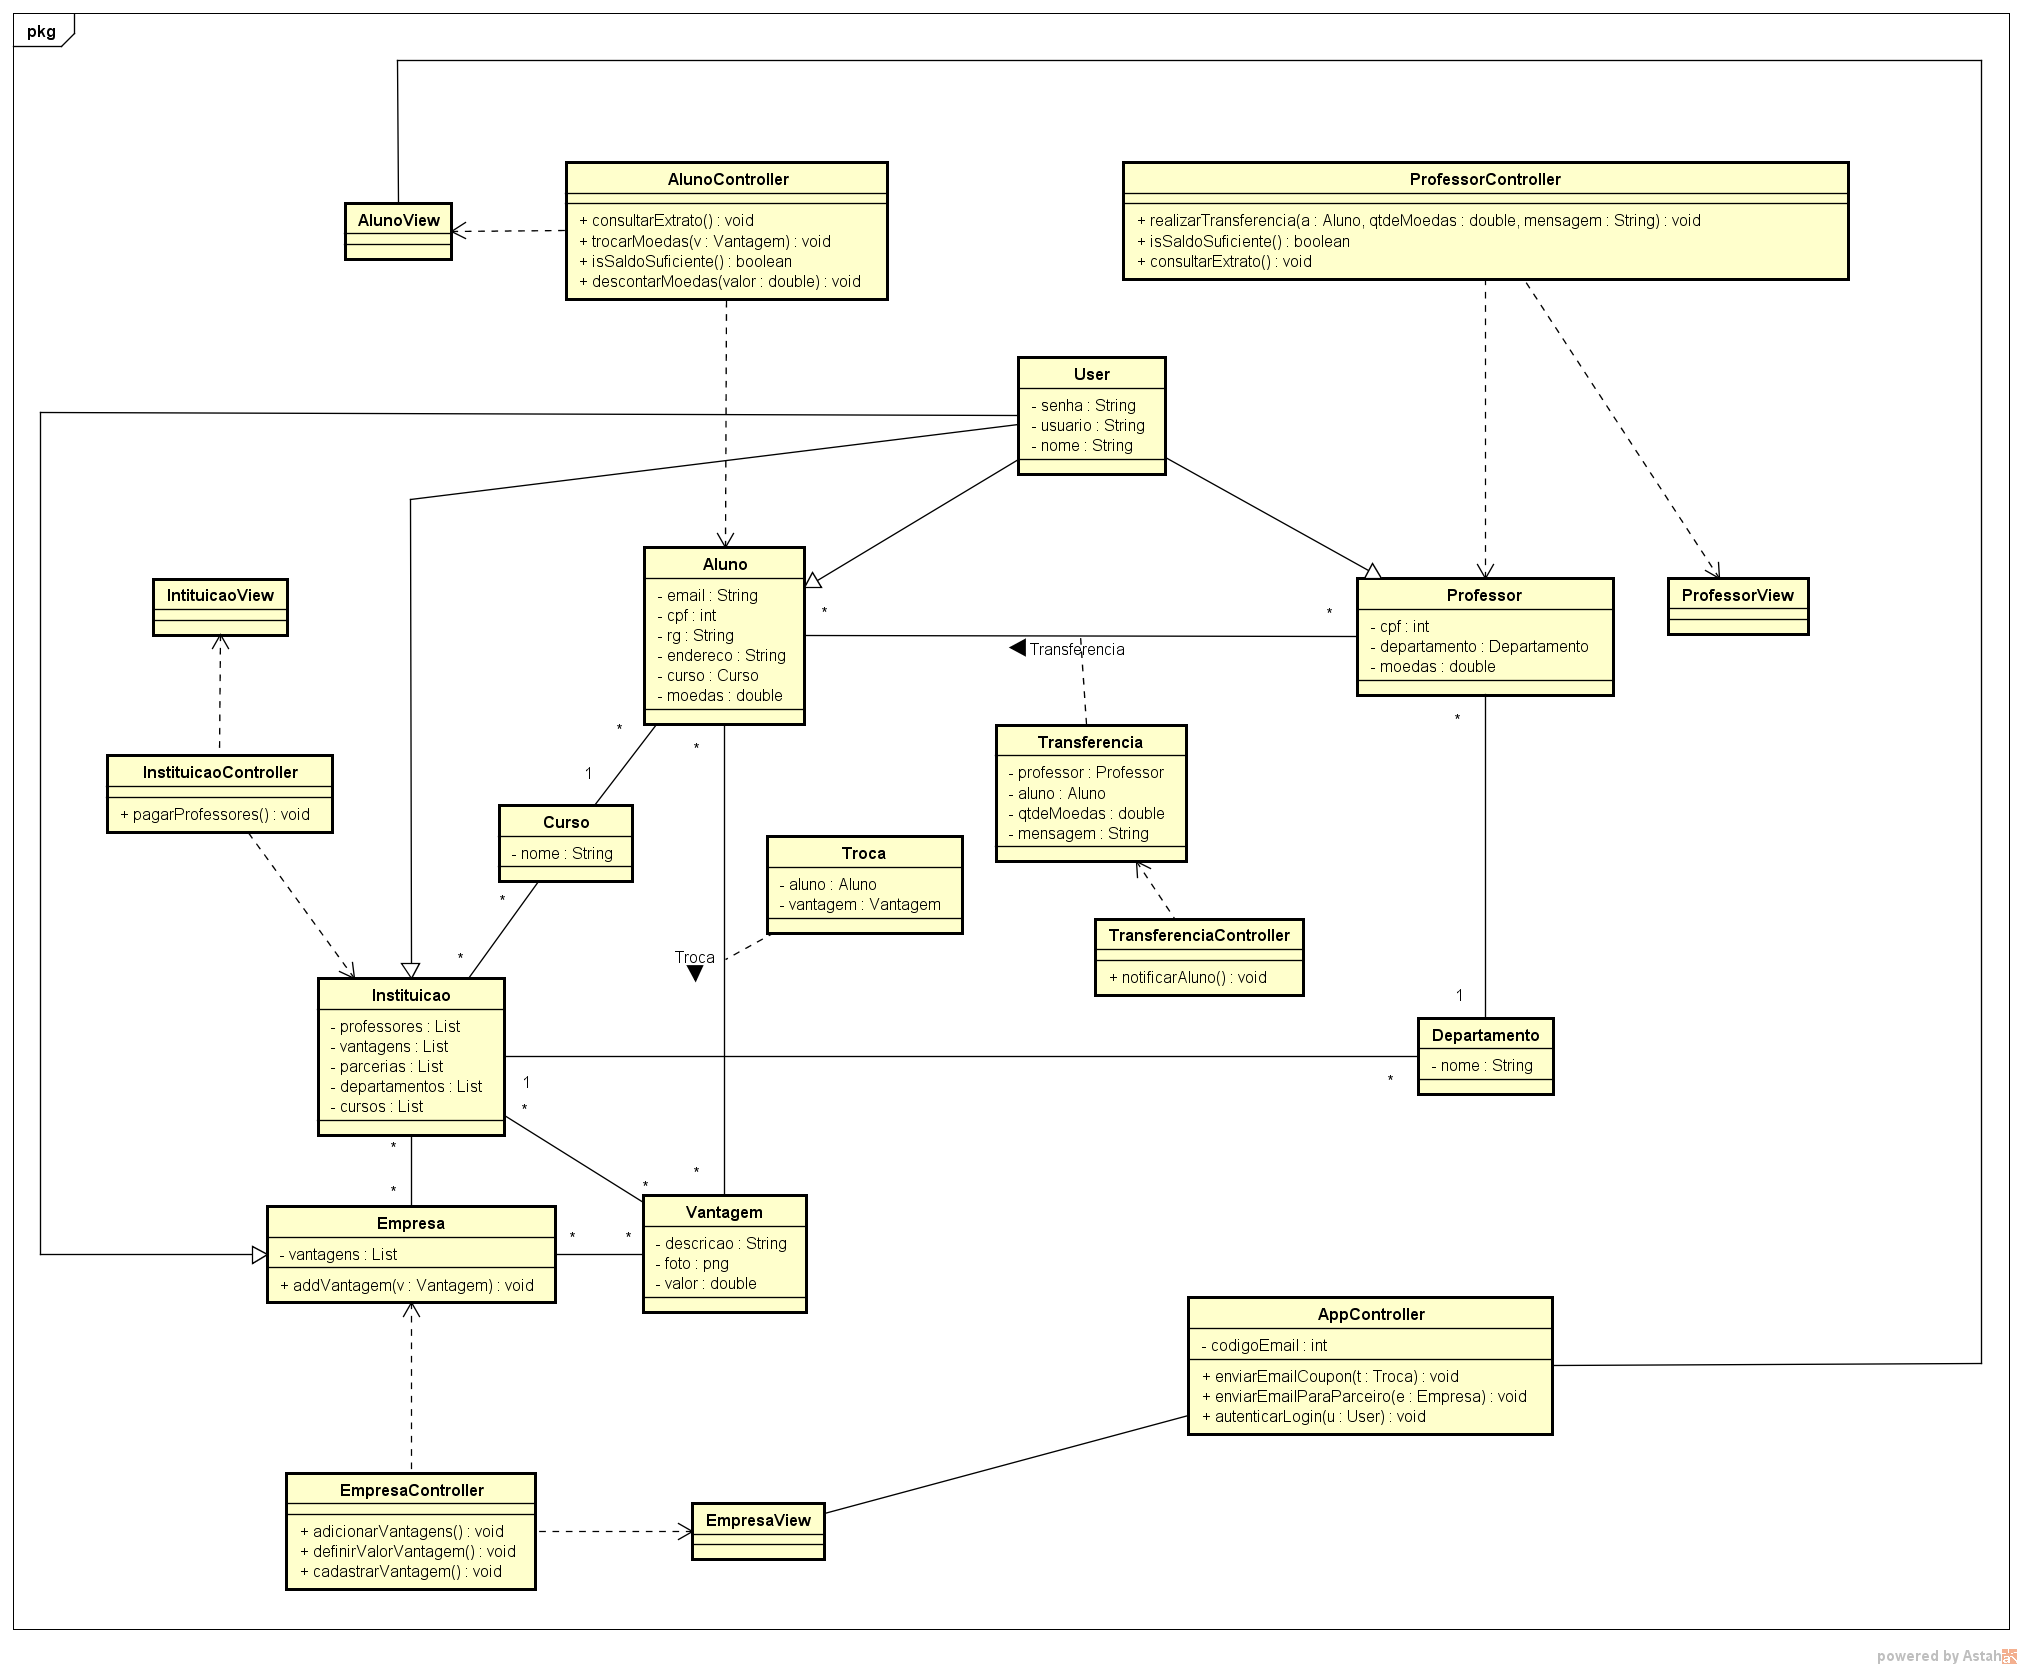 pkg
AlunoController
+ consultarExtrato() : void
+ trocarMoedas(v : Vantagem) : void
+ isSaldoSuficiente() : boolean
+ descontarMoedas(valor : double) : void
ProfessorController
+ realizarTransferencia(a : Aluno, qtdeMoedas : double, mensagem : String) : void
+ isSaldoSuficiente() : boolean
+ consultarExtrato() : void
AlunoView
User
- senha : String
- usuario : String
- nome : String
Aluno
- email : String
- cpf : int
- rg : String
- endereco : String
- curso : Curso
- moedas : double
*
*
Transferencia
IntituicaoView
Professor
- cpf : int
- departamento : Departamento
- moedas : double
ProfessorView
*
*
*
1
InstituicaoController
+ pagarProfessores() : void
Transferencia
- professor : Professor
- aluno : Aluno
- qtdeMoedas : double
- mensagem : String
Curso
- nome : String
Troca
- aluno : Aluno
- vantagem : Vantagem
*
*
Troca
TransferenciaController
+ notificarAluno() : void
1
Instituicao
- professores : List
- vantagens : List
- parcerias : List
- departamentos : List
- cursos : List
Departamento
- nome : String
1
*
*
*
*
*
*
Empresa
- vantagens : List
+ addVantagem(v : Vantagem) : void
*
*
Vantagem
- descricao : String
- foto : png
- valor : double
AppController
- codigoEmail : int
+ enviarEmailCoupon(t : Troca) : void
+ enviarEmailParaParceiro(e : Empresa) : void
+ autenticarLogin(u : User) : void
EmpresaController
+ adicionarVantagens() : void
+ definirValorVantagem() : void
+ cadastrarVantagem() : void
EmpresaView
powered by Astah